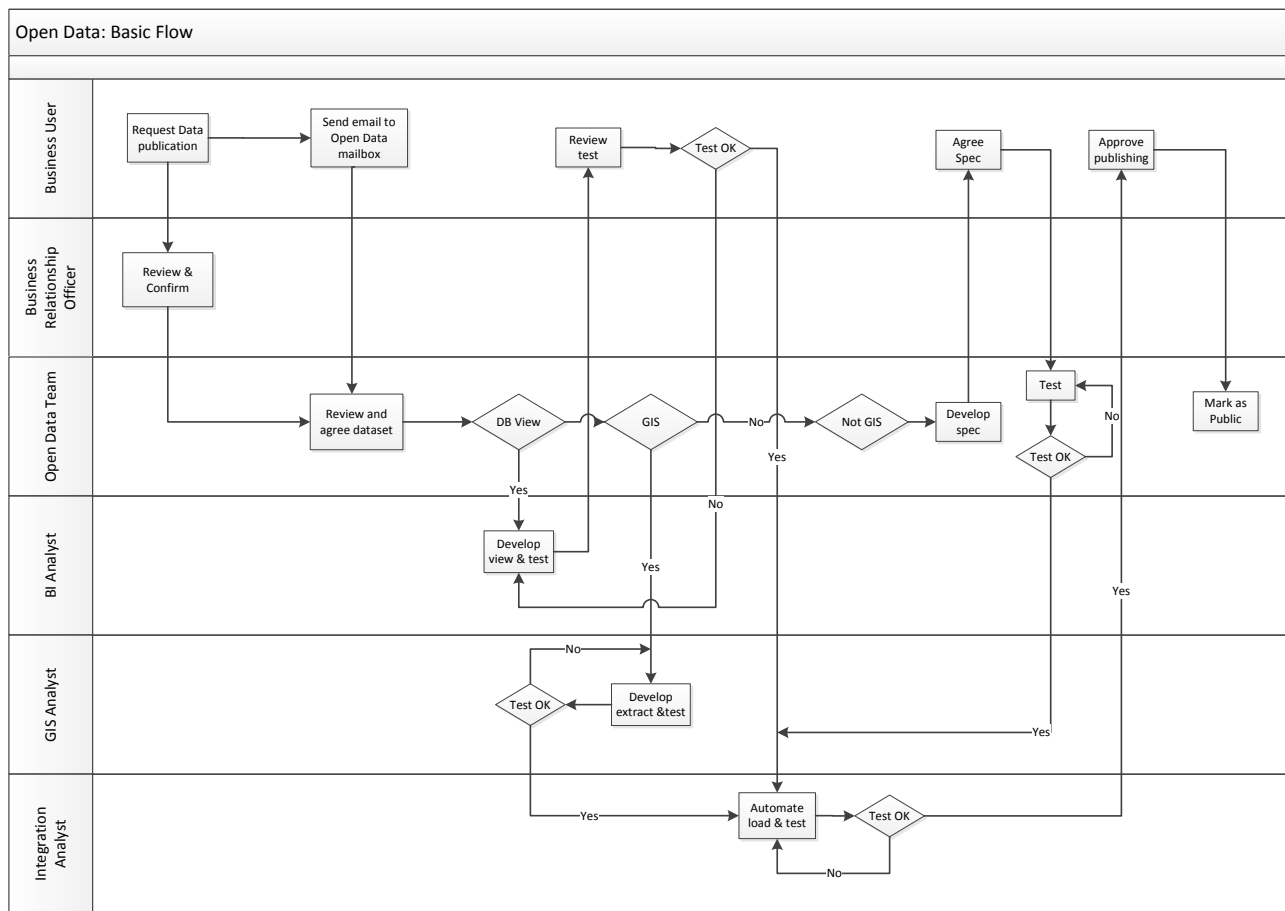 Open Data: Basic Flow
Business User
Request Data
publication
Send email to
Open Data
mailbox
Review
test
Test OK
Agree
Spec
Approve
publishing
Business
Relationship
Officer
Review &
Confirm
Open Data Team
Review and
agree dataset
DB View
GIS
No
Not GIS
Develop
spec
Test
No
Test OK
Mark as
Public
Yes
Yes
No
BI Analyst
Develop
view & test
Yes
Yes
GIS Analyst
No
Test OK
Develop
extract &test
Yes
Integration
Analyst
Yes
Automate
load & test
Test OK
No